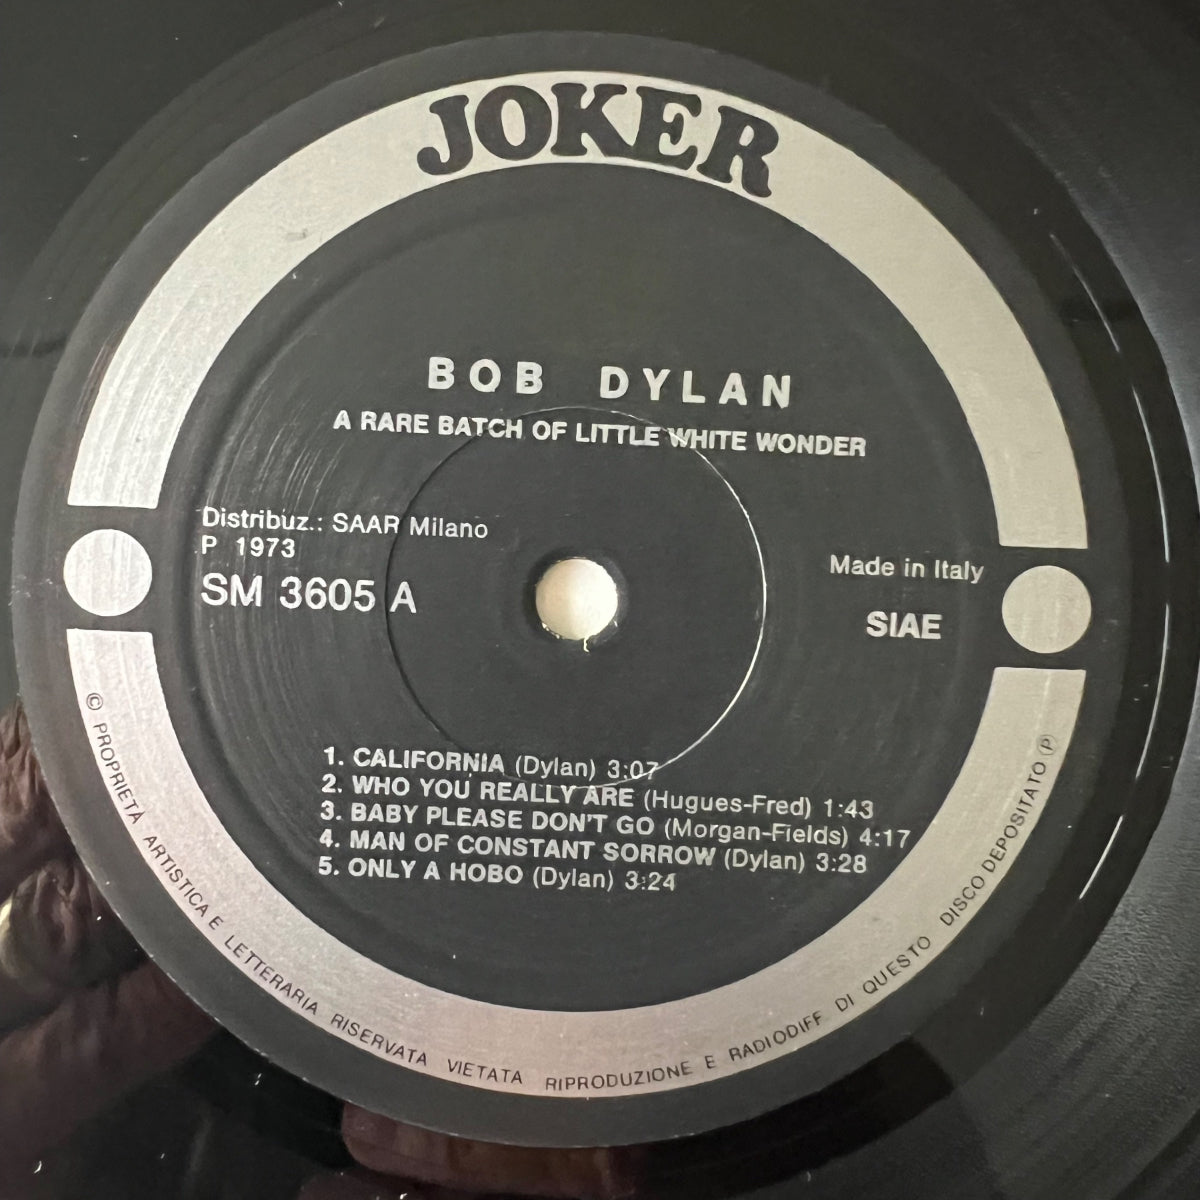 JOKER
BOB DYLAN
A RARE BATCH OF LITTLE WHITE WONDER
Distribuz.: SAAR Milano
P 1973
SM 3605 A
Made in Italy
SIAE
1. CALIFORNIA (Dylan) 3:07
2. WHO YOU REALLY ARE (Hugues-Fred) 1:43
3. BABY PLEASE DON'T GO (Morgan-Fields) 4:17
4. MAN OF CONSTANT SORROW (Dylan) 3:28
5. ONLY A HOBO (Dylan) 3:24
© PROPRIETÀ ARTISTICA E LETTERARIA RISERVATA VIETATA RIPRODUZIONE E RADIODIFF DI QUESTO DISCO DEPOSITATO ℗